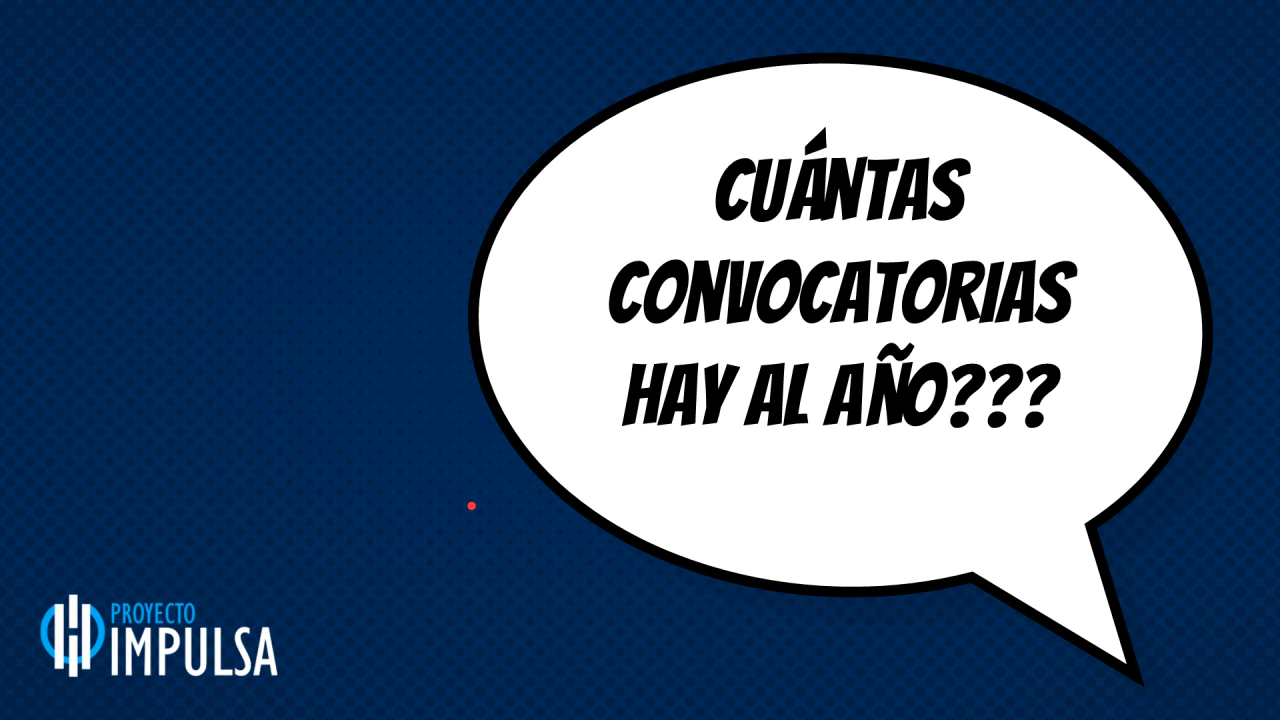 CUÁNTAS
CONVOCATORIAS
HAY AL AÑO???
PROYECTO
IMPULSA